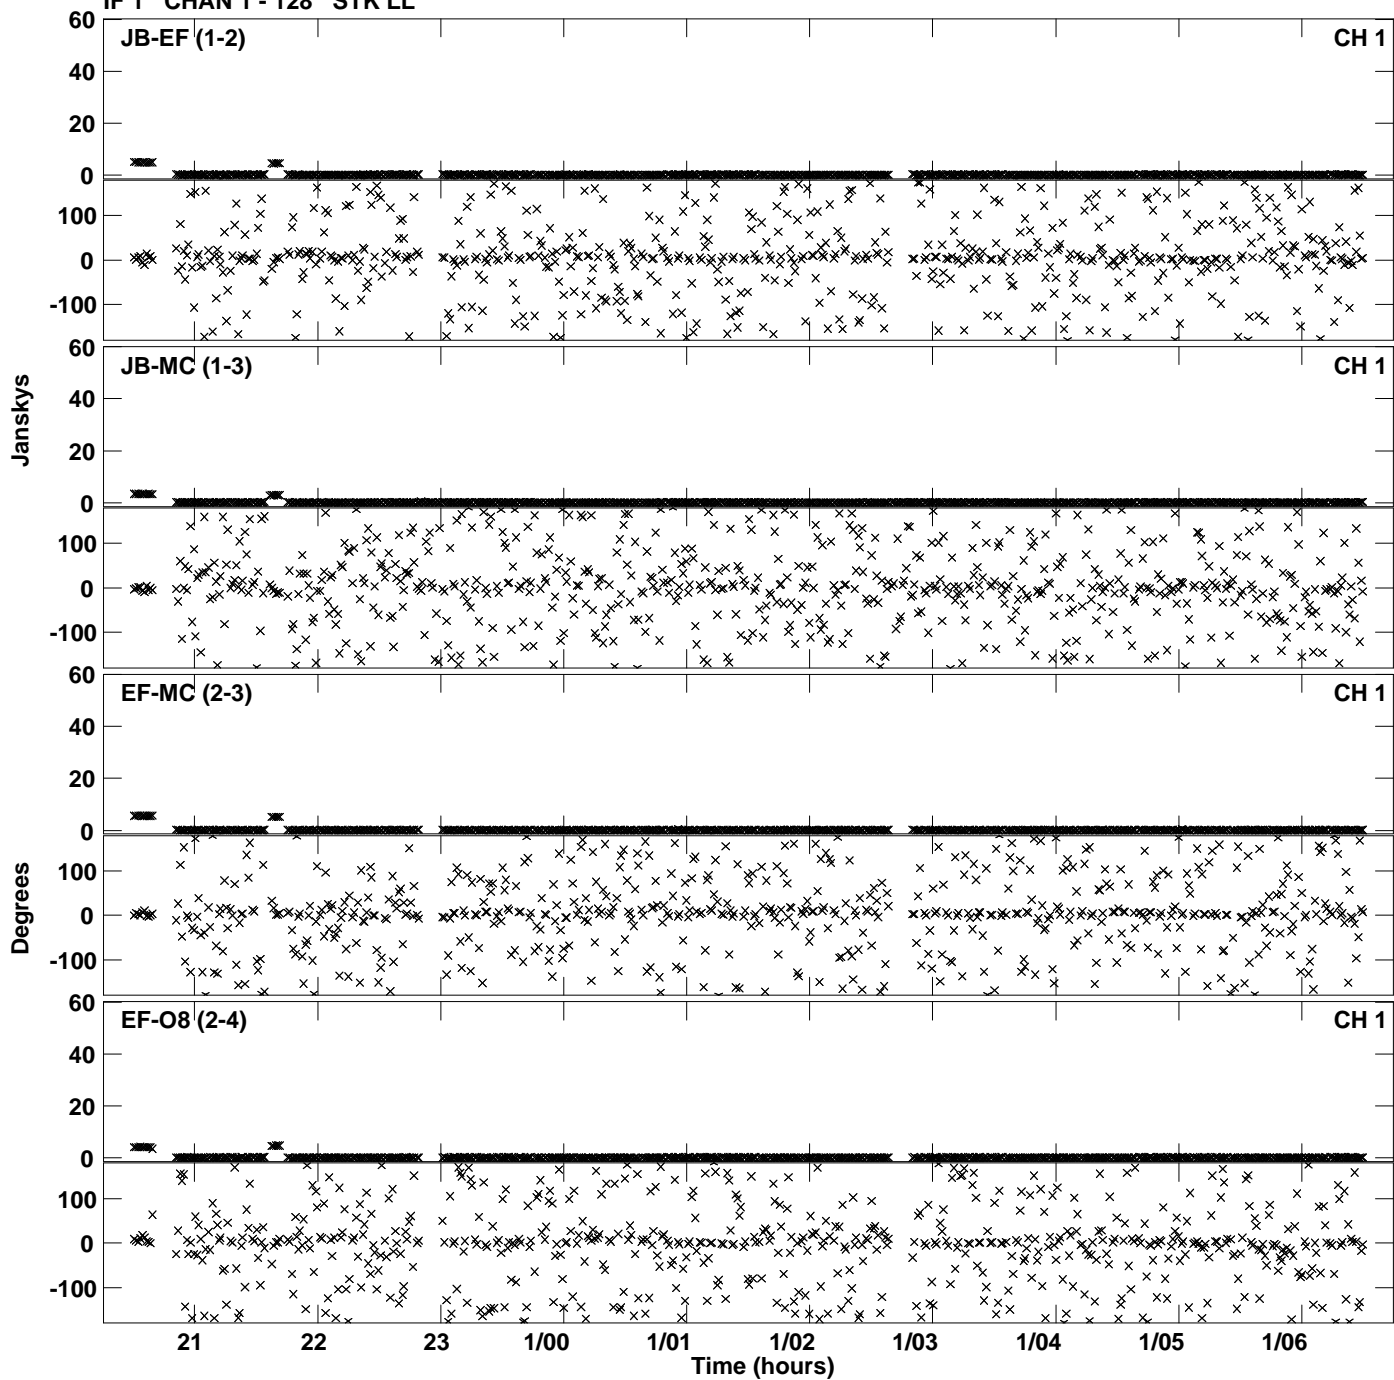 IF 1 CHAN 1 - 128 STK LL
60
JB-EF (1-2)
CH 1
40
20
0
100
0
-100
60
JB-MC (1-3)
CH 1
40
Janskys
20
0
100
0
-100
60
EF-MC (2-3)
CH 1
40
20
0
100
Degrees
0
-100
60
EF-O8 (2-4)
CH 1
40
20
0
100
0
-100
21 22 23 1/00 1/01 1/02 1/03 1/04 1/05 1/06
Time (hours)